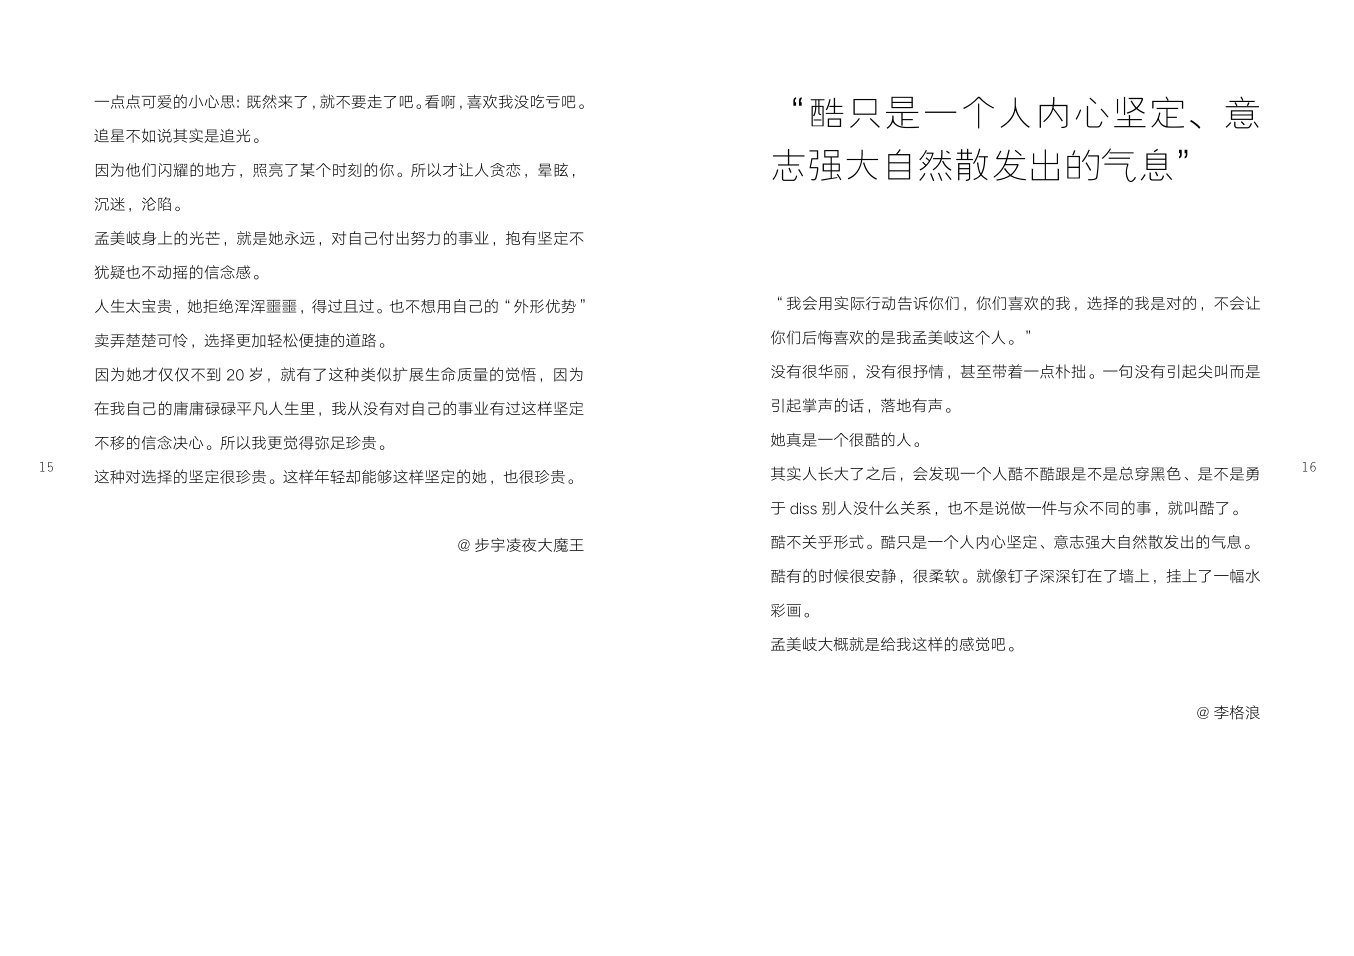 一点点可爱的小心思: 既然来了,就不要走了吧。看啊,喜欢我没吃亏吧。
追星不如说其实是追光。
因为他们闪耀的地方，照亮了某个时刻的你。所以才让人贪恋，晕眩，
沉迷，沦陷。
孟美岐身上的光芒，就是她永远，对自己付出努力的事业，抱有坚定不
犹疑也不动摇的信念感。
人生太宝贵，她拒绝浑浑噩噩，得过且过。也不想用自己的“外形优势”
卖弄楚楚可怜，选择更加轻松便捷的道路。
因为她才仅仅不到 20 岁，就有了这种类似扩展生命质量的觉悟，因为
在我自己的庸庸碌碌平凡人生里，我从没有对自己的事业有过这样坚定
不移的信念决心。所以我更觉得弥足珍贵。
这种对选择的坚定很珍贵。这样年轻却能够这样坚定的她，也很珍贵。
15
@ 步宇凌夜大魔王
“酷只是一个人内心坚定、意
志强大自然散发出的气息”
“我会用实际行动告诉你们，你们喜欢的我，选择的我是对的，不会让
你们后悔喜欢的是我孟美岐这个人。”
没有很华丽，没有很抒情，甚至带着一点朴拙。一句没有引起尖叫而是
引起掌声的话，落地有声。
她真是一个很酷的人。
其实人长大了之后，会发现一个人酷不酷跟是不是总穿黑色、是不是勇
于 diss 别人没什么关系，也不是说做一件与众不同的事，就叫酷了。
酷不关乎形式。酷只是一个人内心坚定、意志强大自然散发出的气息。
酷有的时候很安静，很柔软。就像钉子深深钉在了墙上，挂上了一幅水
彩画。
孟美岐大概就是给我这样的感觉吧。
16
@ 李格浪